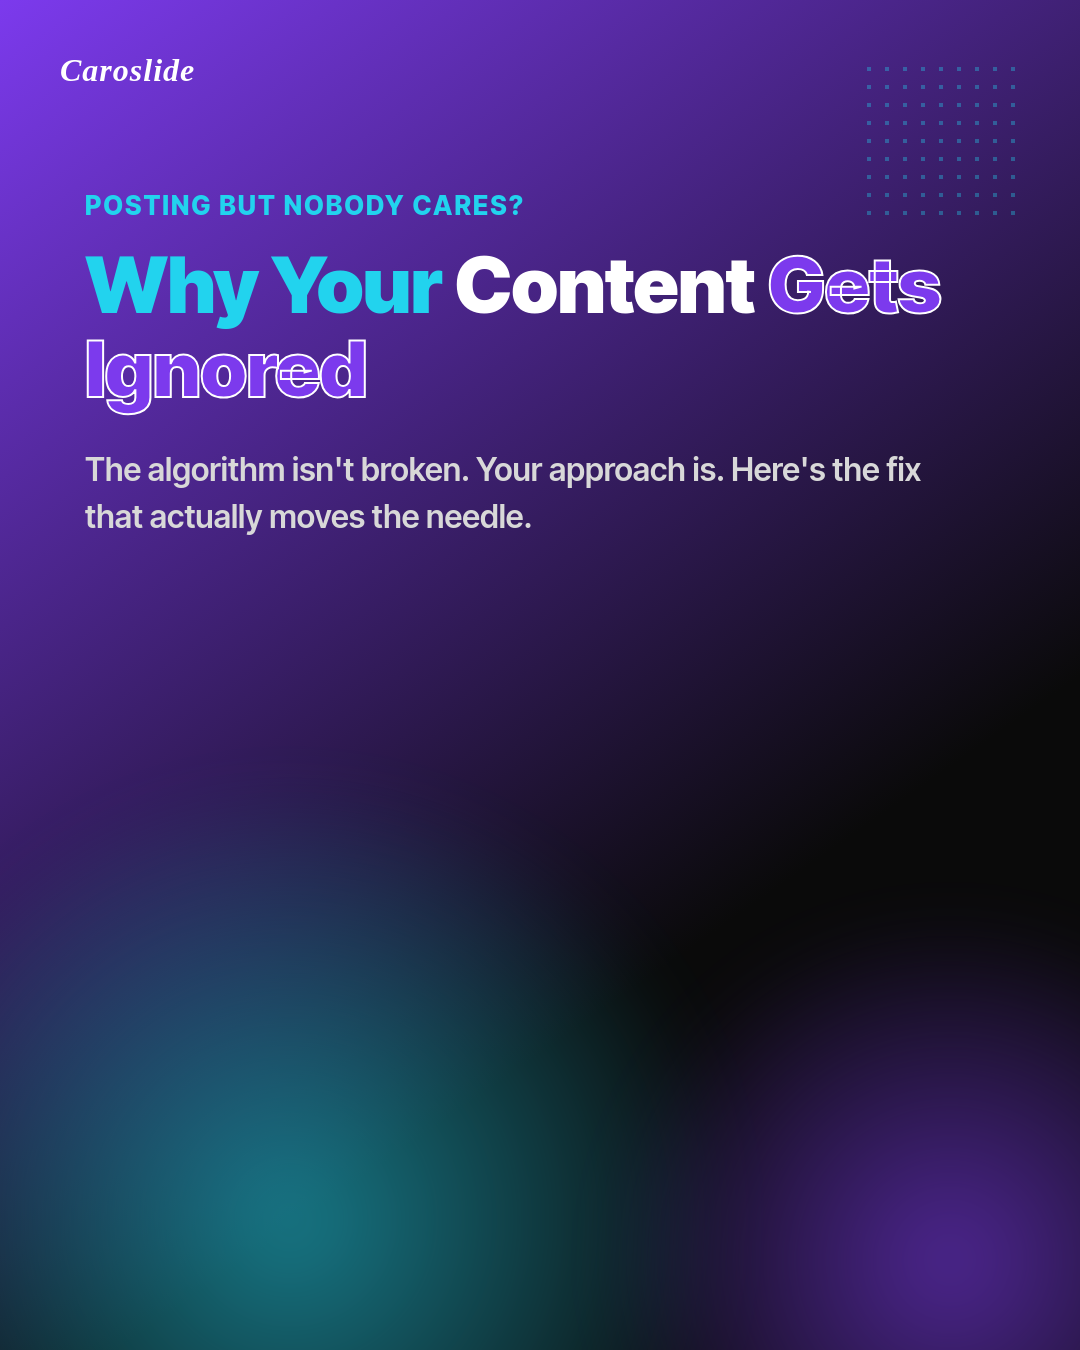 Caroslide
POSTING BUT NOBODY CARES?
Why Your Content Gets
Ignored
The algorithm isn't broken. Your approach is. Here's the fix
that actually moves the needle.